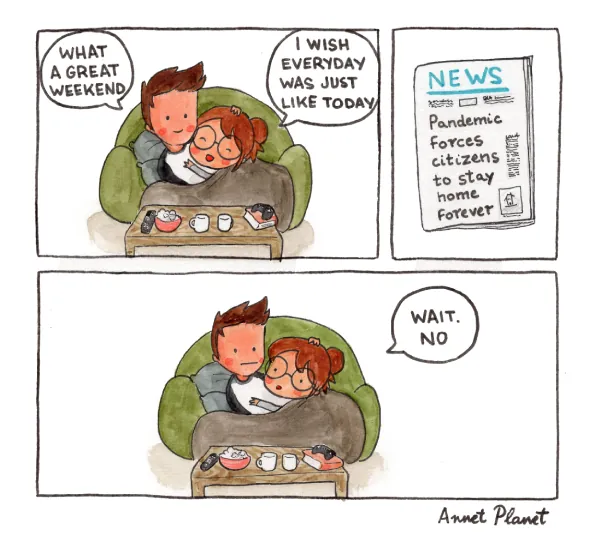 WHAT
A GREAT
WEEKEND
I WISH
EVERYDAY
WAS JUST
LIKE TODAY
NEWS
Pandemic
forces
citizens
to stay
home
forever
WAIT.
NO
Annet Planet